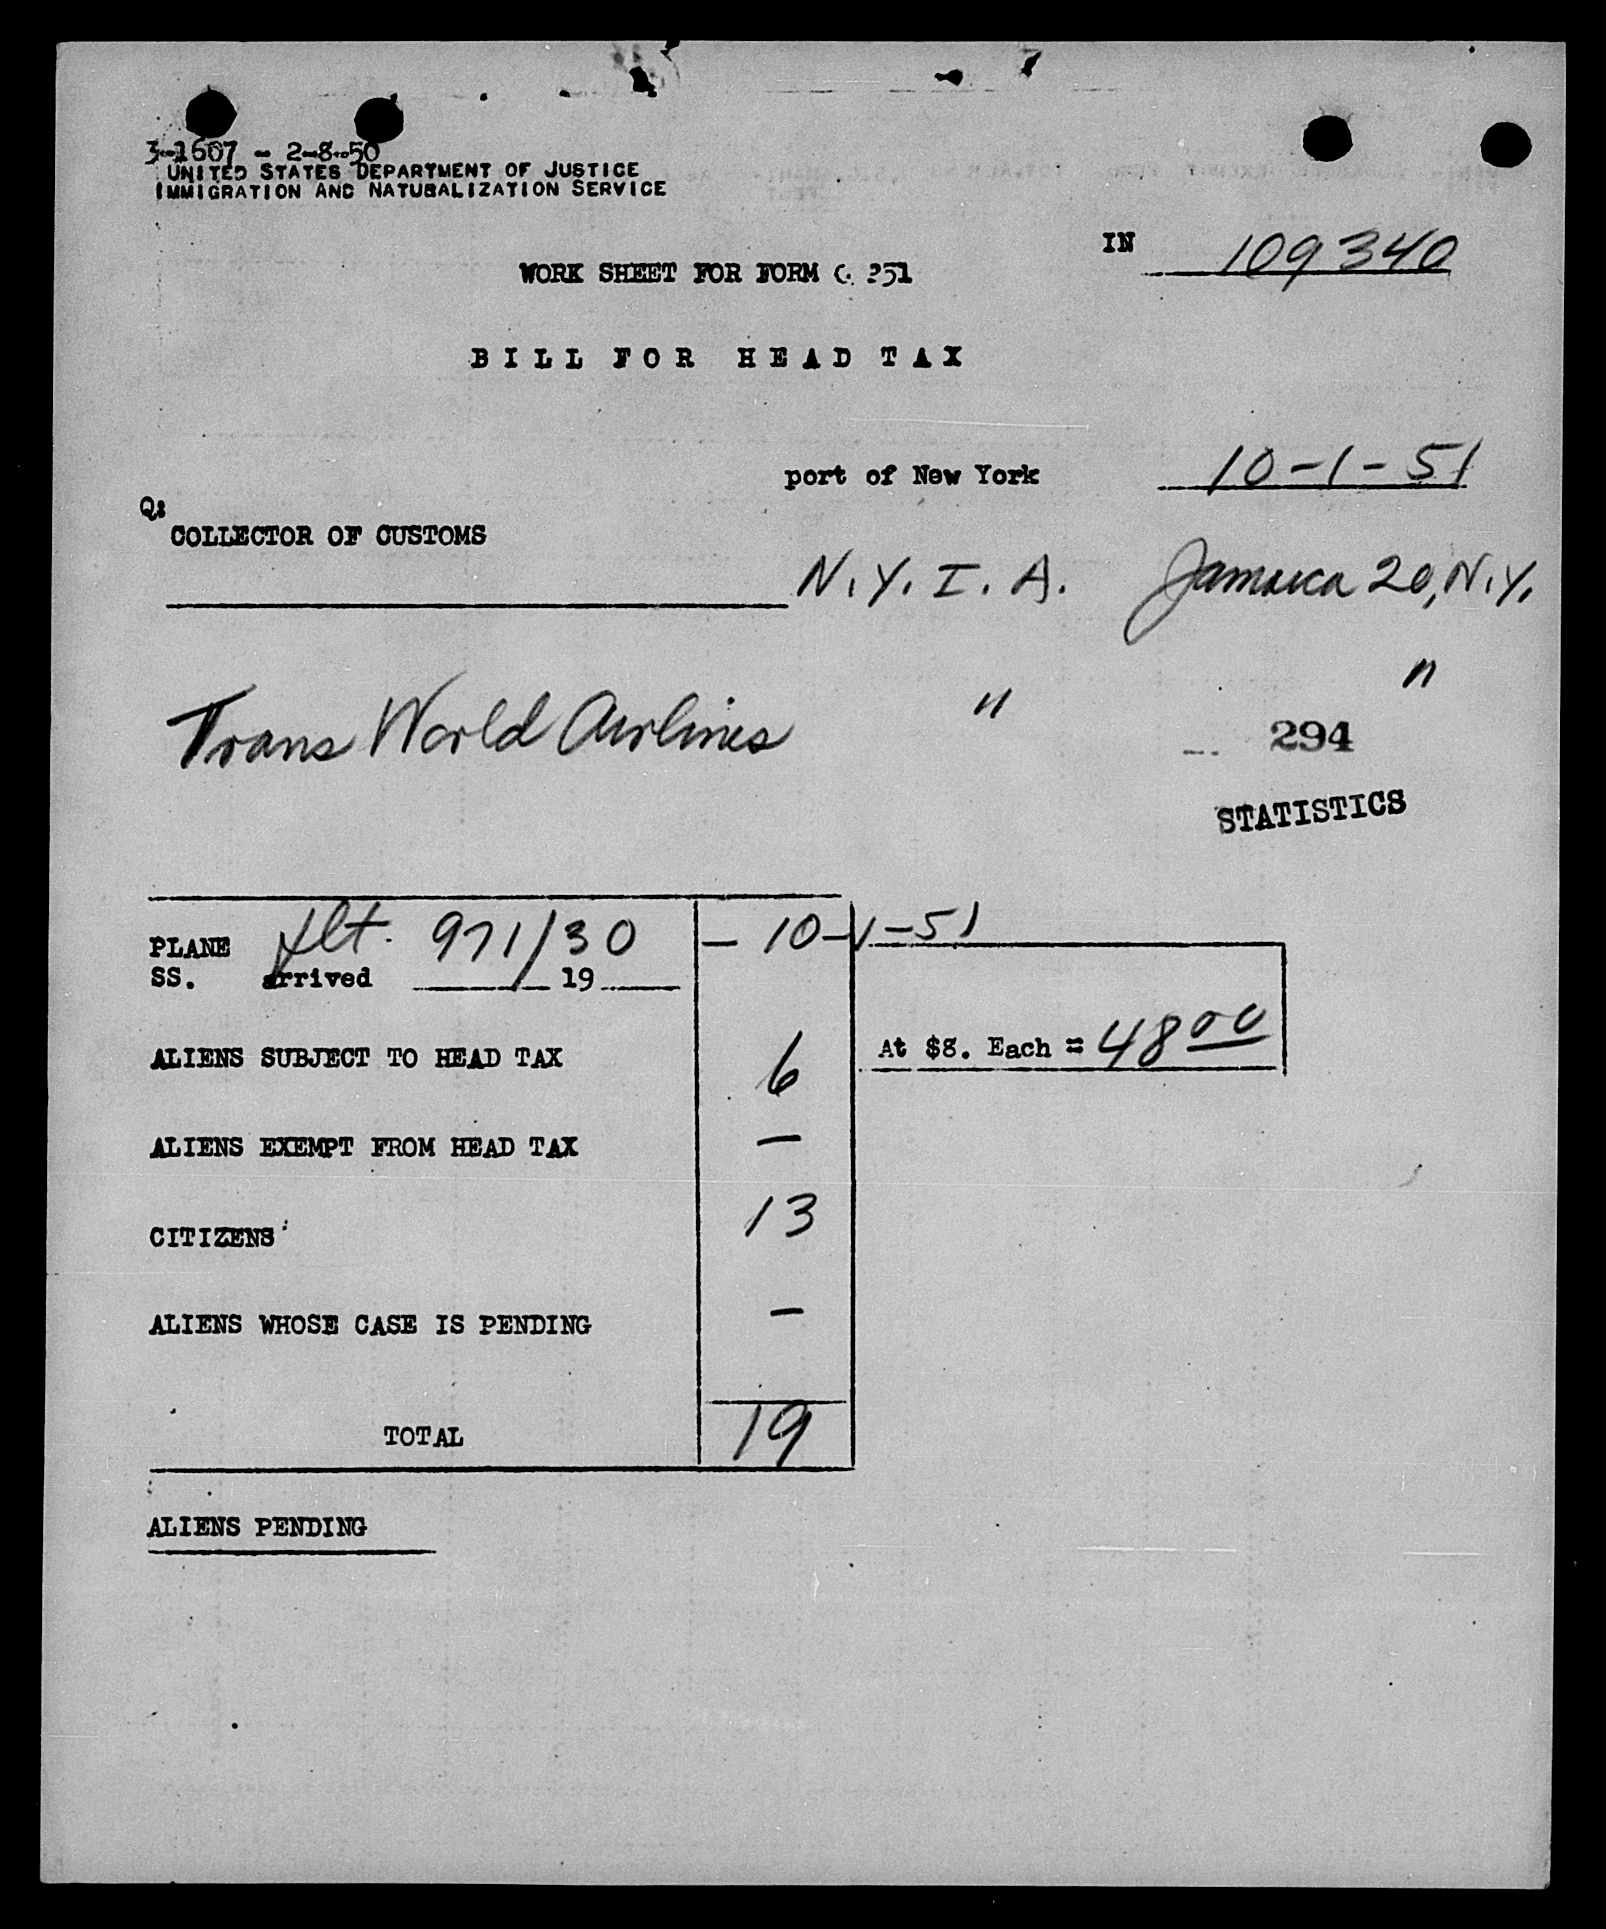 3-1607 - 2-8-50
UNITED STATES DEPARTMENT OF JUSTICE
IMMIGRATION AND NATURALIZATION SERVICE
IN 109340
WORK SHEET FOR FORM
BILL FOR HEAD TAX
port of New York 10-1-51
Q:
COLLECTOR OF CUSTOMS
N.Y.I.A. Jamaica 20, N.Y.
Trans World Airlines " "
294
STATISTICS
PLANE flt. 971/30 - 10-1-51
SS. arrived 19
ALIENS SUBJECT TO HEAD TAX 6 At $8. Each = 48 00
ALIENS EXEMPT FROM HEAD TAX -
CITIZENS 13
ALIENS WHOSE CASE IS PENDING -
TOTAL 19
ALIENS PENDING